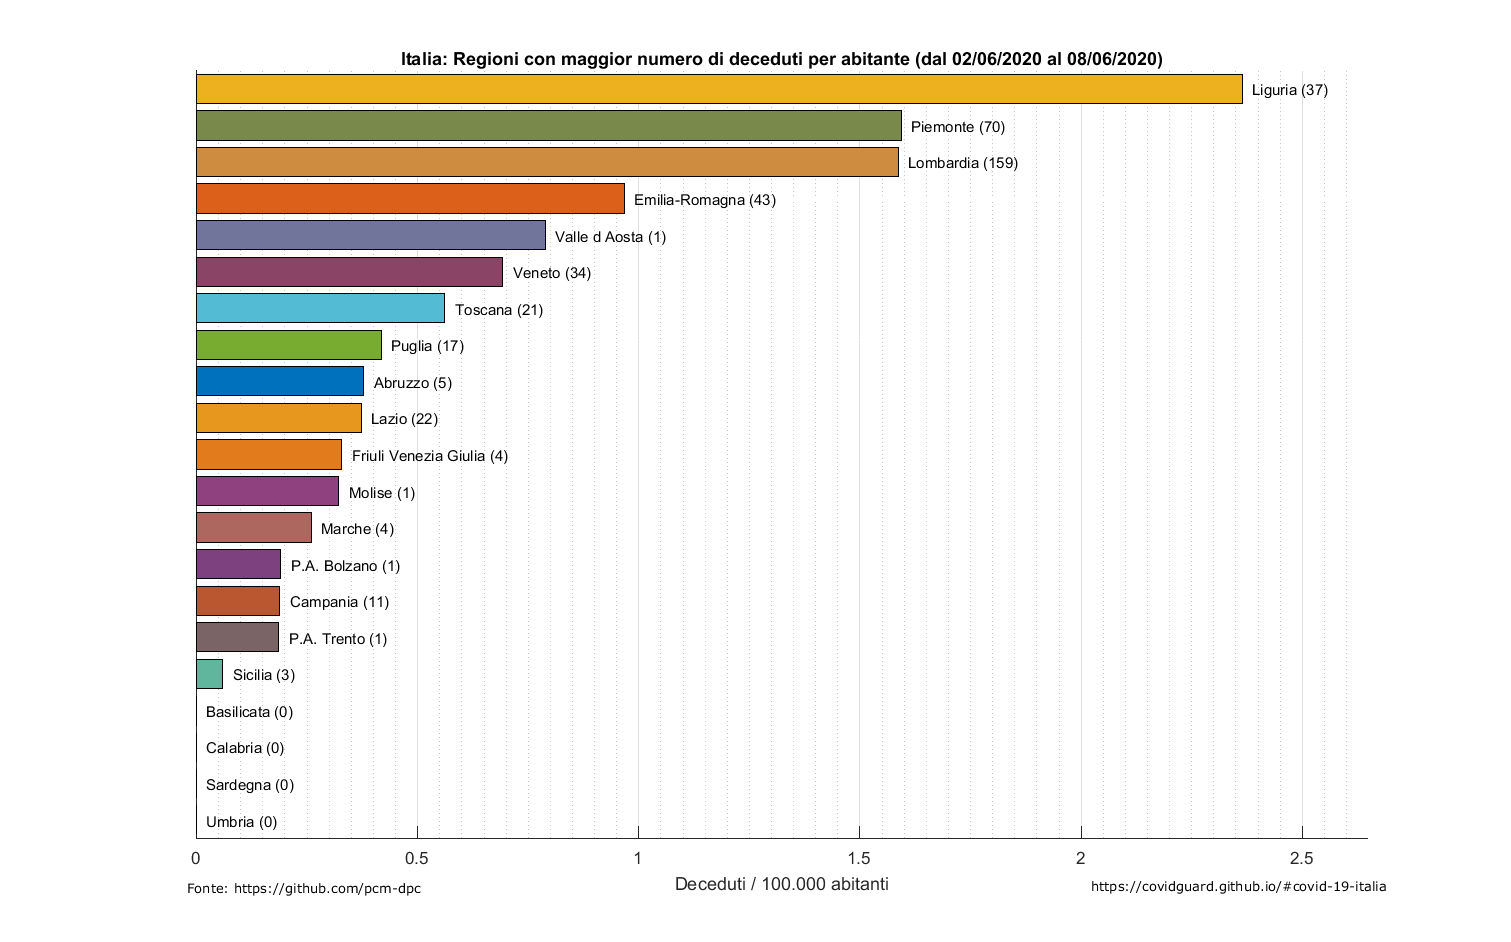 Italia: Regioni con maggior numero di deceduti per abitante (dal 02/06/2020 al 08/06/2020)
Liguria (37)
Piemonte (70)
Lombardia (159)
Emilia-Romagna (43)
Valle d Aosta (1)
Veneto (34)
Toscana (21)
Puglia (17)
Abruzzo (5)
Lazio (22)
Friuli Venezia Giulia (4)
Molise (1)
Marche (4)
P.A. Bolzano (1)
Campania (11)
P.A. Trento (1)
Sicilia (3)
Basilicata (0)
Calabria (0)
Sardegna (0)
Umbria (0)
0 0.5 1 1.5 2 2.5
Deceduti / 100.000 abitanti
Fonte: https://github.com/pcm-dpc
https://covidguard.github.io/#covid-19-italia